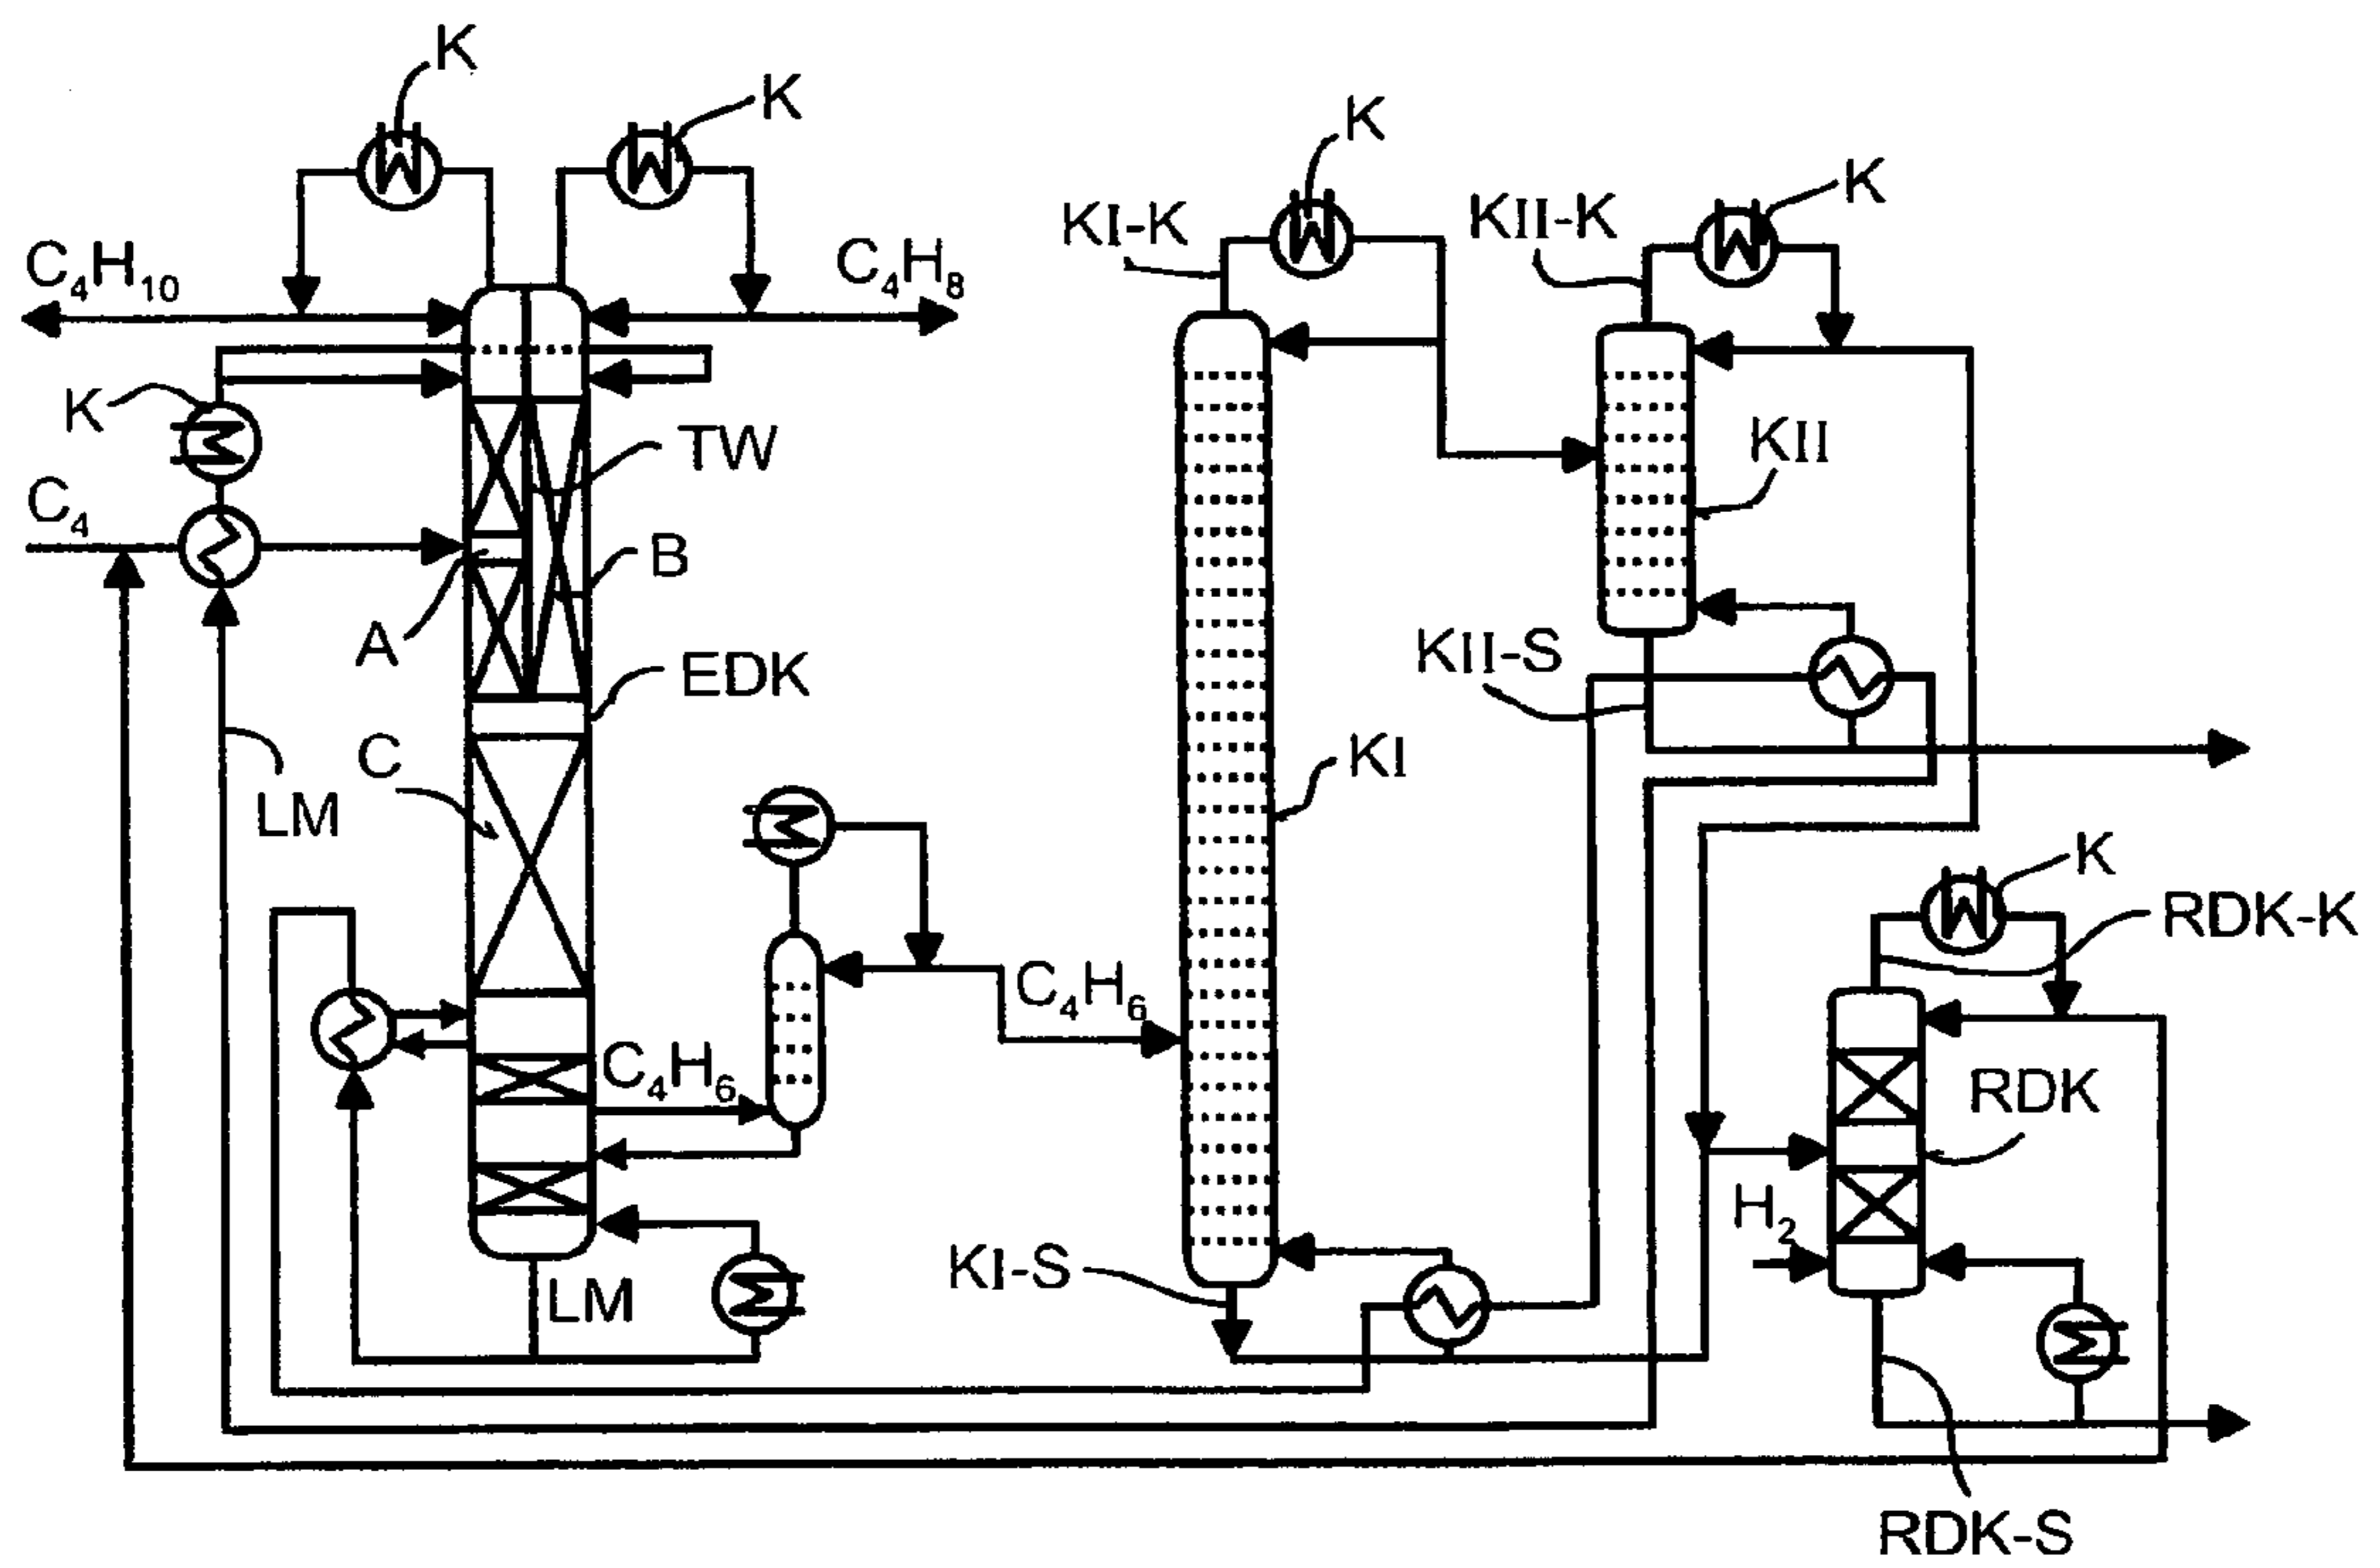 K
K
K
K
KI-K
KII-K
C₄H₁₀
C₄H₈
K
TW
KII
C₄
B
A
EDK
KII-S
C
KI
LM
K
RDK-K
C₄H₆
C₄H₆
RDK
H₂
KI-S
LM
RDK-S